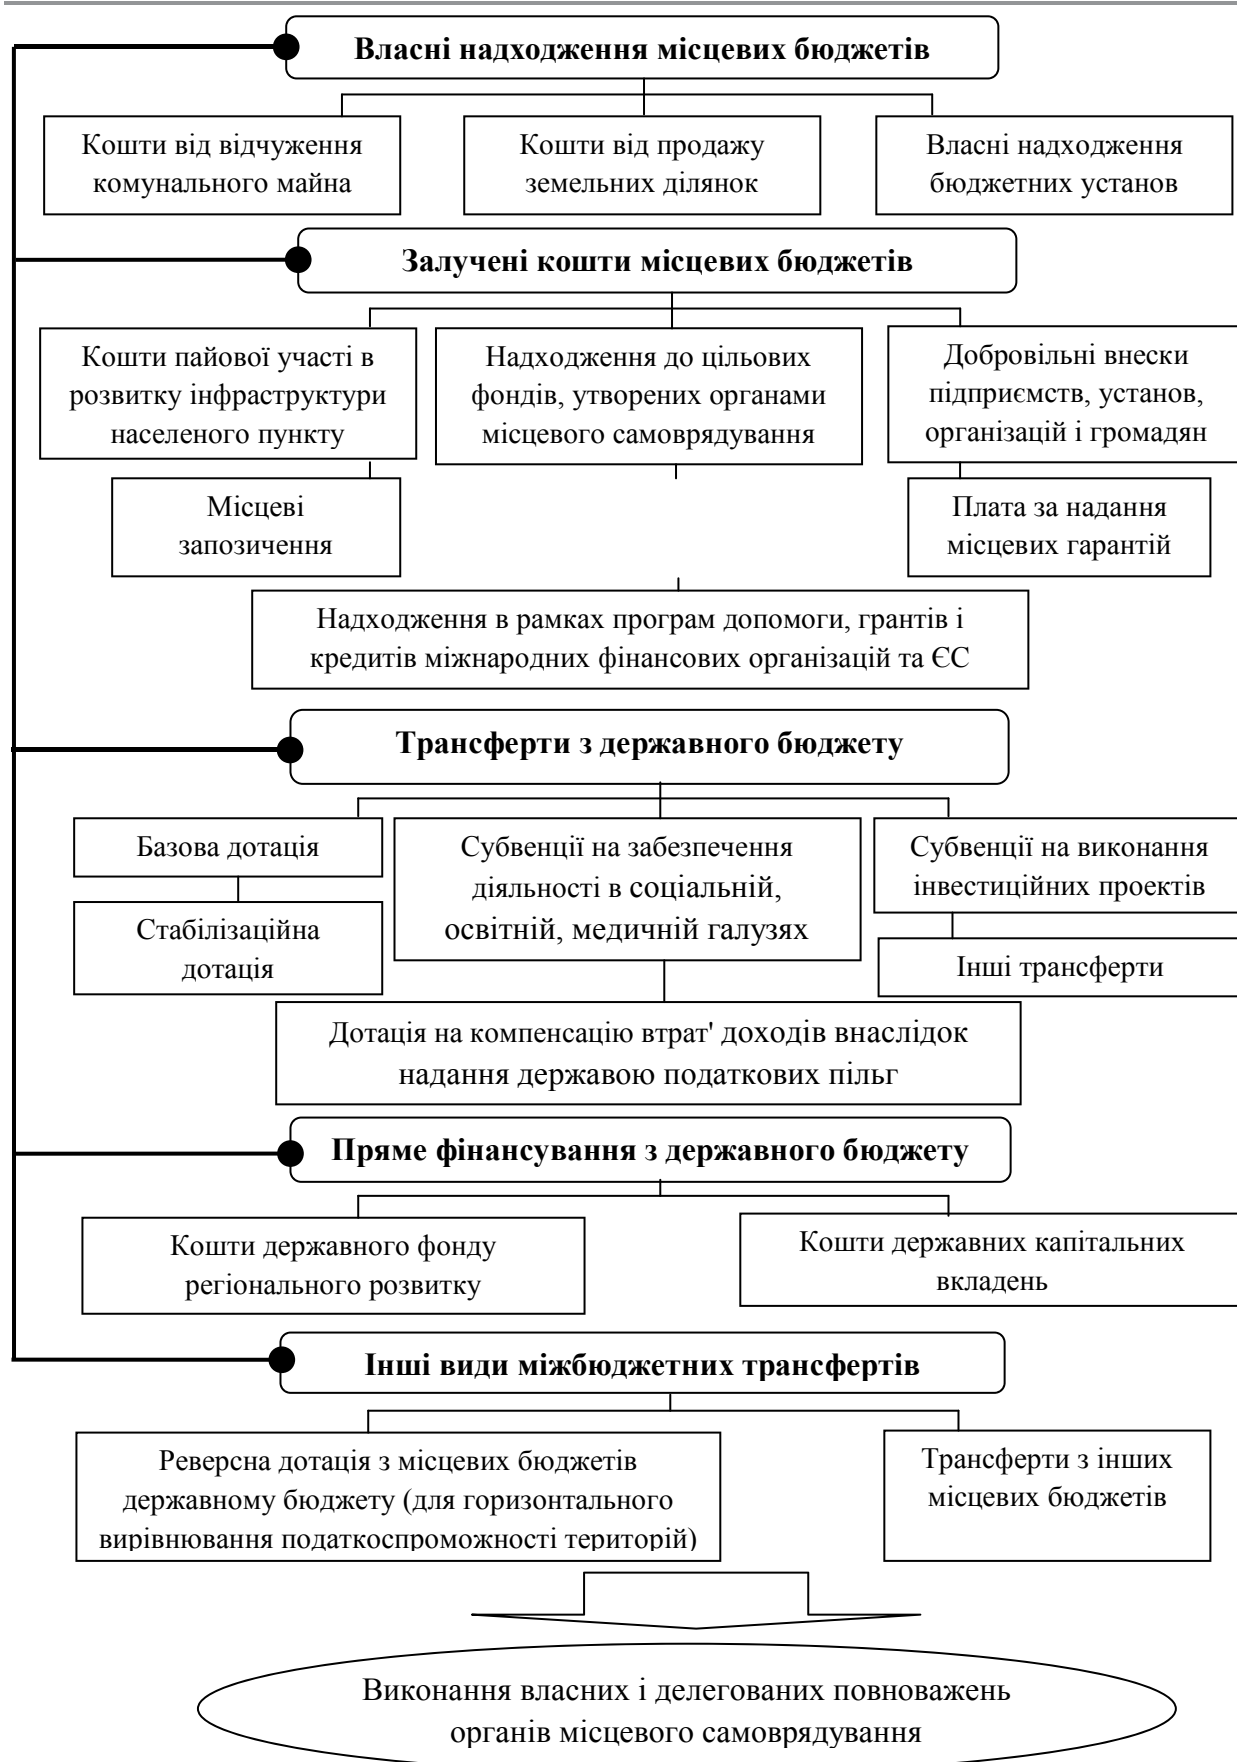 Власні надходження місцевих бюджетів
Кошти від відчуження
комунального майна
Кошти від продажу
земельних ділянок
Власні надходження
бюджетних установ
Залучені кошти місцевих бюджетів
Кошти пайової участі в
розвитку інфраструктури
населеного пункту
Надходження до цільових
фондів, утворених органами
місцевого самоврядування
Добровільні внески
підприємств, установ,
організацій і громадян
Місцеві
запозичення
Плата за надання
місцевих гарантій
Надходження в рамках програм допомоги, грантів і
кредитів міжнародних фінансових організацій та ЄС
Трансферти з державного бюджету
Базова дотація
Субвенції на забезпечення
діяльності в соціальній,
освітній, медичній галузях
Субвенції на виконання
інвестиційних проектів
Стабілізаційна
дотація
Інші трансферти
Дотація на компенсацію втрат' доходів внаслідок
надання державою податкових пільг
Пряме фінансування з державного бюджету
Кошти державного фонду
регіонального розвитку
Кошти державних капітальних
вкладень
Інші види міжбюджетних трансфертів
Реверсна дотація з місцевих бюджетів
державному бюджету (для горизонтального
вирівнювання податкоспроможності територій)
Трансферти з інших
місцевих бюджетів
Виконання власних і делегованих повноважень
органів місцевого самоврядування